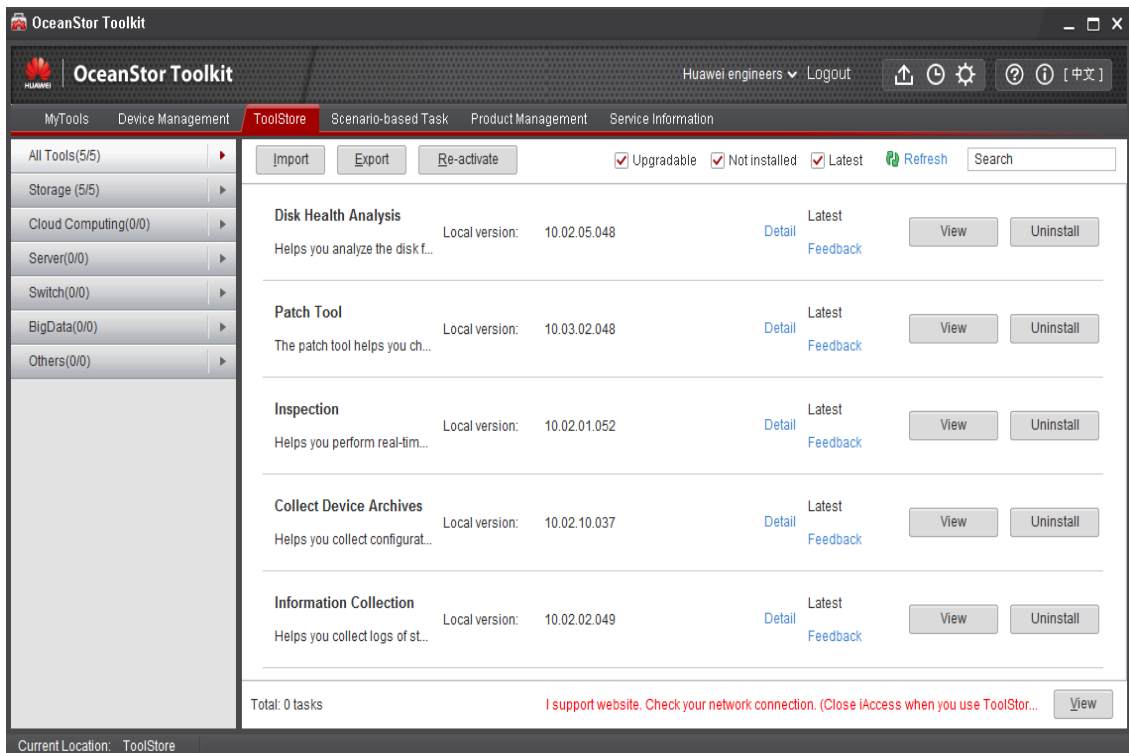 OceanStor Toolkit
HUAWEI
OceanStor Toolkit
Huawei engineers Logout
[中文]
MyTools Device Management ToolStore Scenario-based Task Product Management Service Information
All Tools(5/5)
Storage (5/5)
Cloud Computing(0/0)
Server(0/0)
Switch(0/0)
BigData(0/0)
Others(0/0)
Import Export Re-activate Upgradable Not installed Latest Refresh Search
Disk Health Analysis
Helps you analyze the disk f...
Local version: 10.02.05.048 Detail
Latest
Feedback
View Uninstall
Patch Tool
The patch tool helps you ch...
Local version: 10.03.02.048 Detail
Latest
Feedback
View Uninstall
Inspection
Helps you perform real-tim...
Local version: 10.02.01.052 Detail
Latest
Feedback
View Uninstall
Collect Device Archives
Helps you collect configurat...
Local version: 10.02.10.037 Detail
Latest
Feedback
View Uninstall
Information Collection
Helps you collect logs of st...
Local version: 10.02.02.049 Detail
Latest
Feedback
View Uninstall
Total: 0 tasks I support website. Check your network connection. (Close iAccess when you use ToolStor... View
Current Location: ToolStore